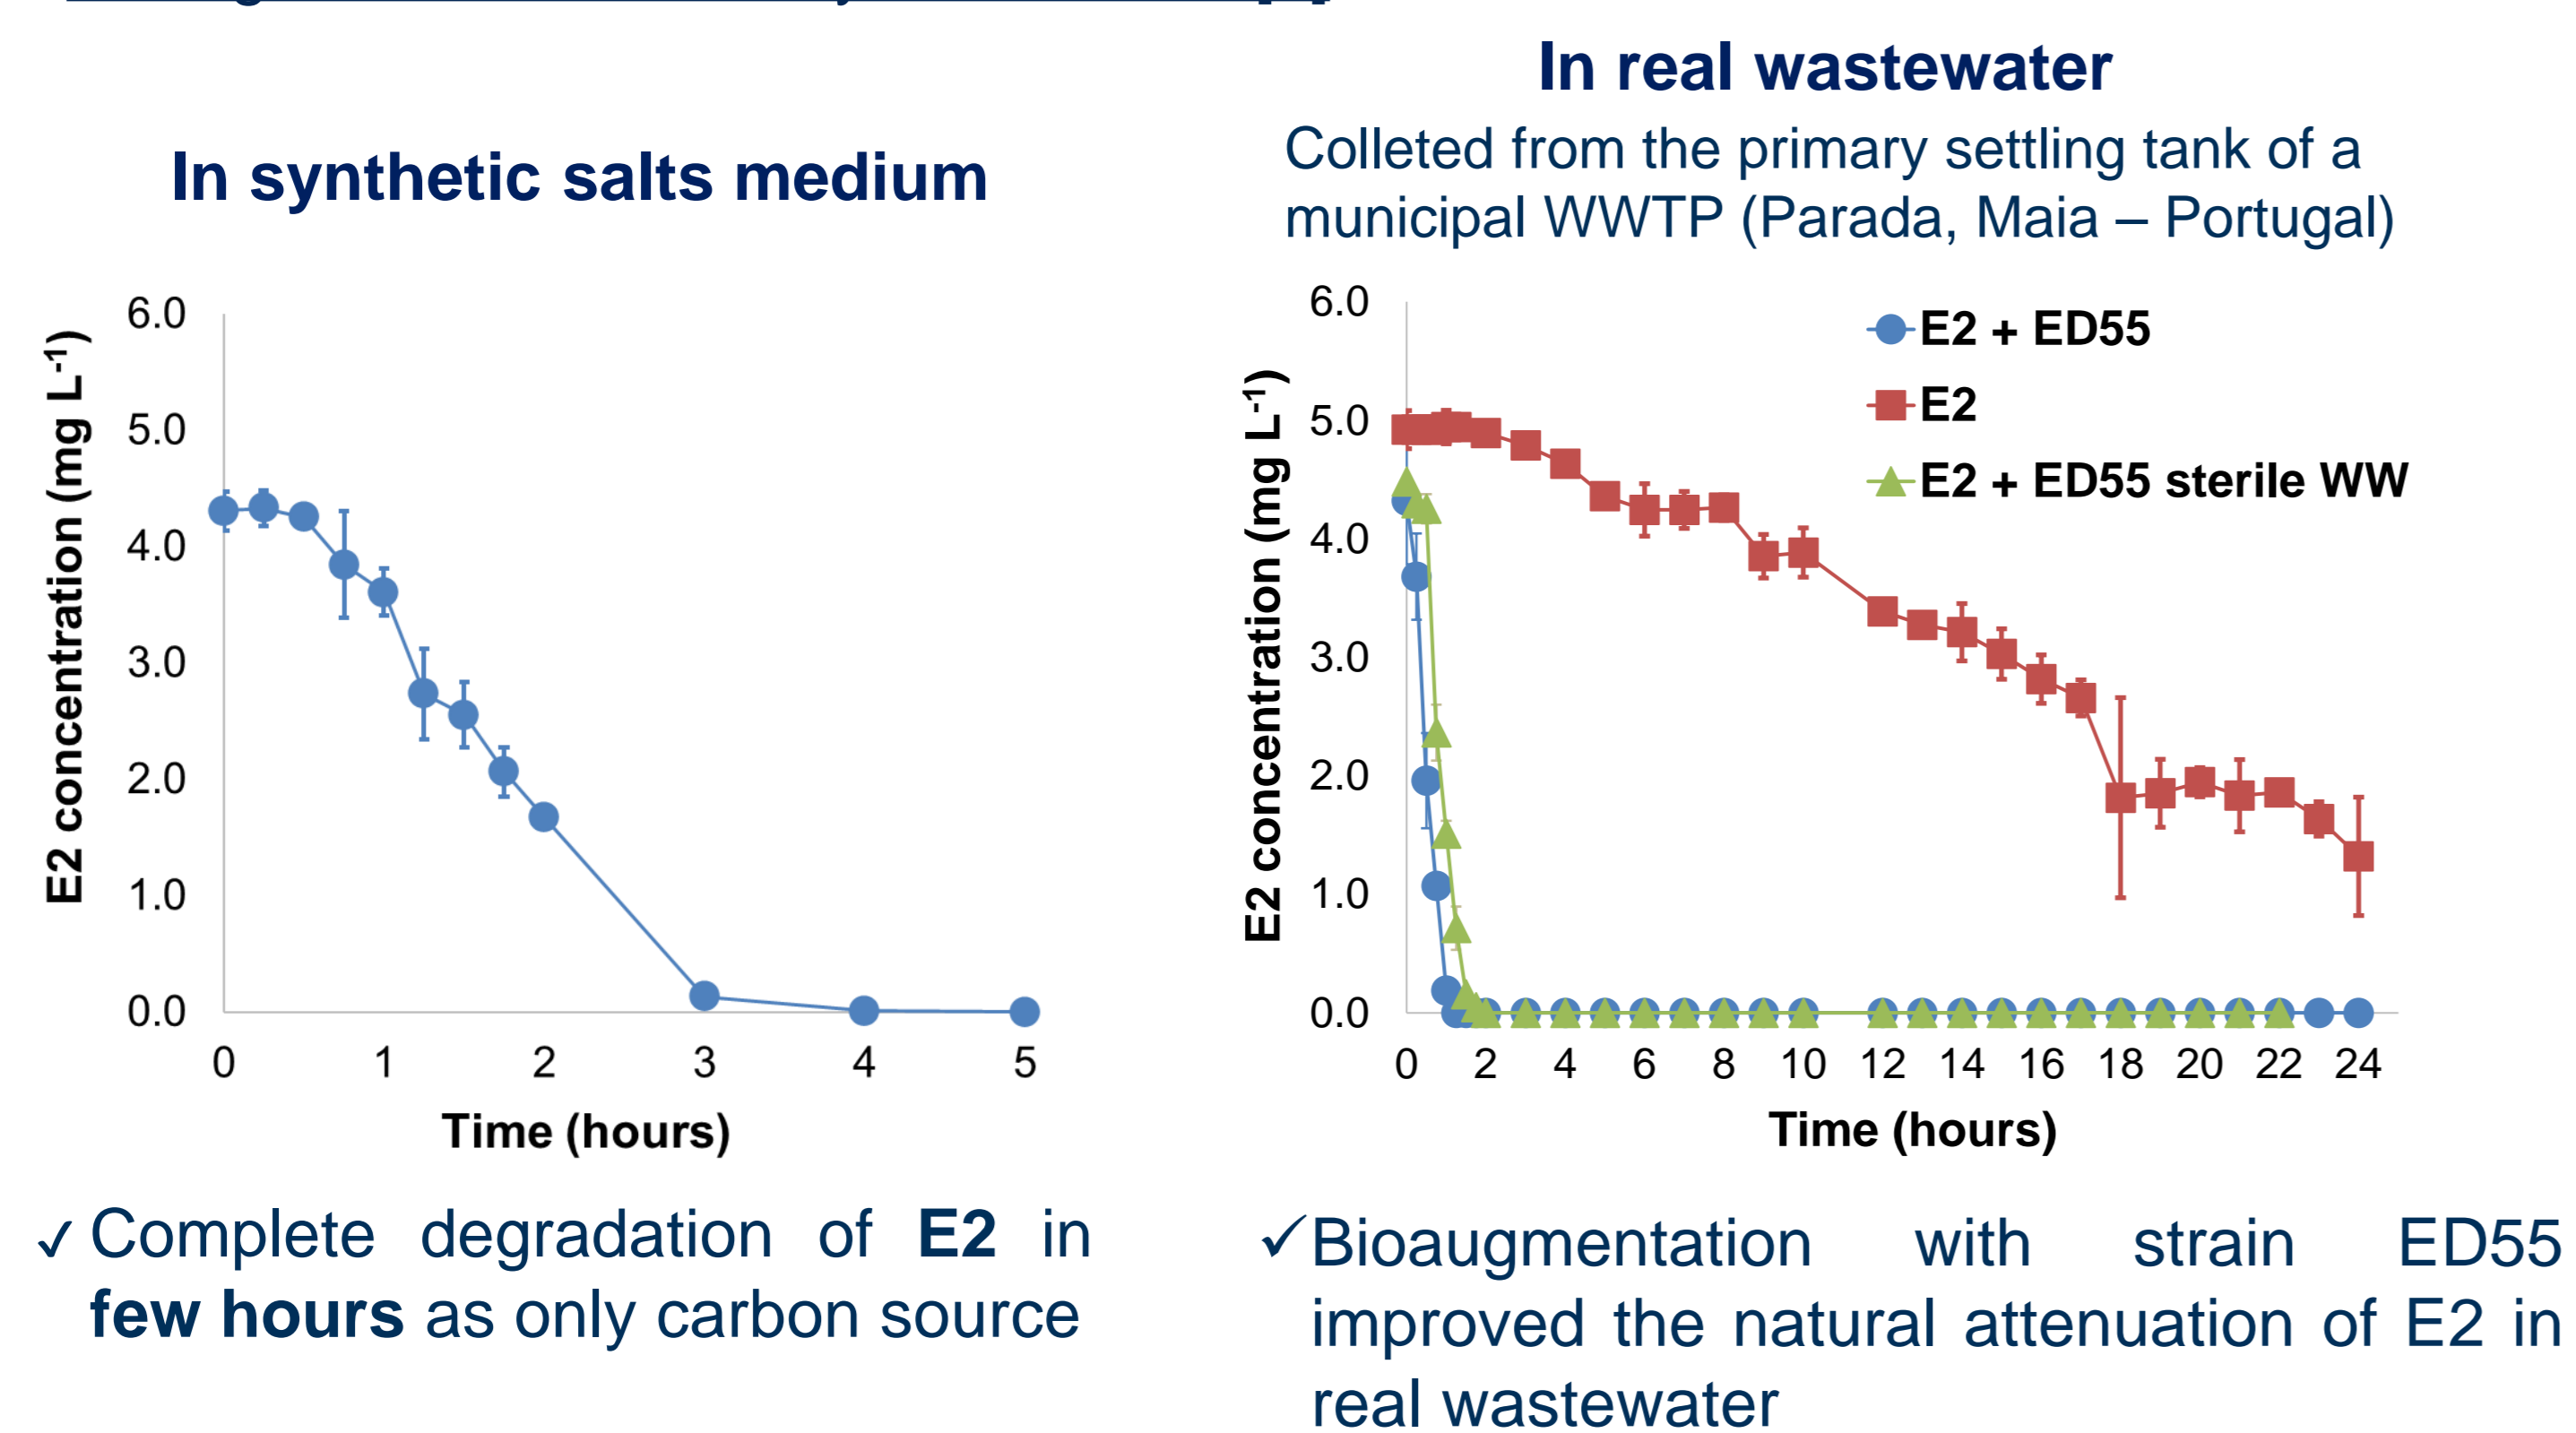 In synthetic salts medium
6.0
5.0
4.0
3.0
2.0
1.0
0.0
E2 concentration (mg L-1)
0 1 2 3 4 5
Time (hours)
✓ Complete degradation of E2 in
few hours as only carbon source
In real wastewater
Colleted from the primary settling tank of a
municipal WWTP (Parada, Maia – Portugal)
6.0
5.0
4.0
3.0
2.0
1.0
0.0
E2 concentration (mg L-1)
E2 + ED55
E2
E2 + ED55 sterile WW
0 2 4 6 8 10 12 14 16 18 20 22 24
Time (hours)
✓Bioaugmentation with strain ED55
improved the natural attenuation of E2 in
real wastewater